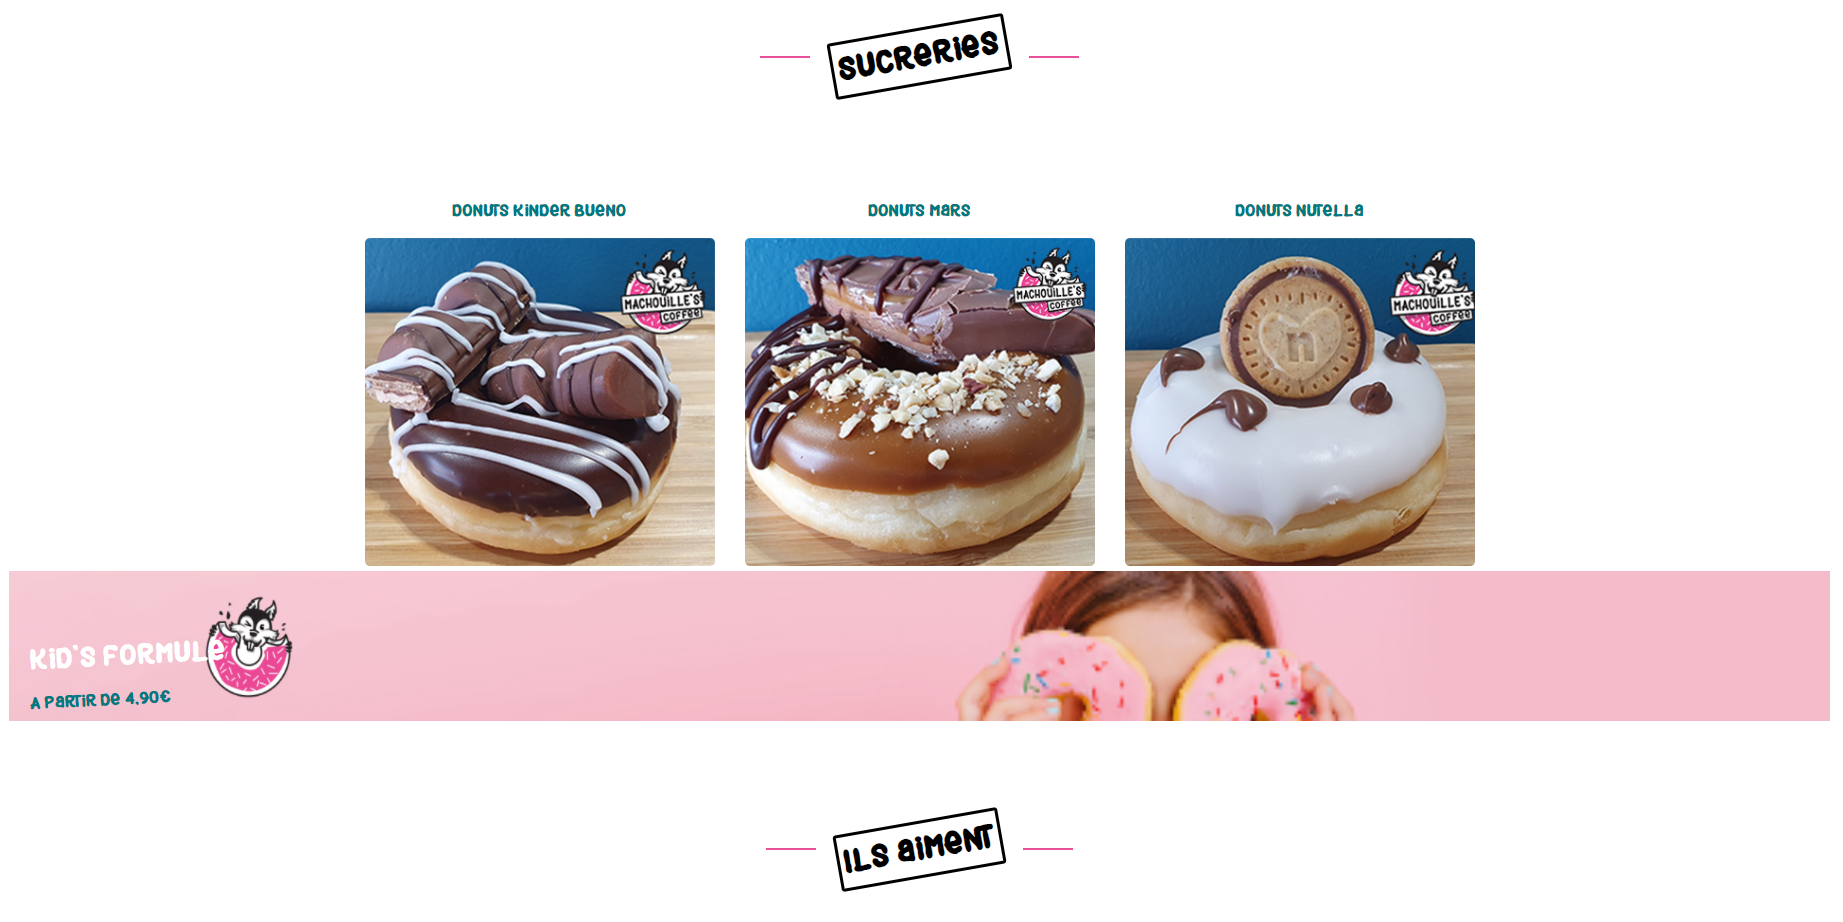 SUCReRies
DONUTS KiNDeR BUeNO
DONUTS MaRS
DONUTS NUTeLLa
MACHOUiLLE'S
COFFEE
MACHOUiLLE'S
COFFEE
MACHOUiLLE'S
COFFEE
n
KiD'S FORMULe
A PaRTiR De 4,90€
ILS aiMeNT